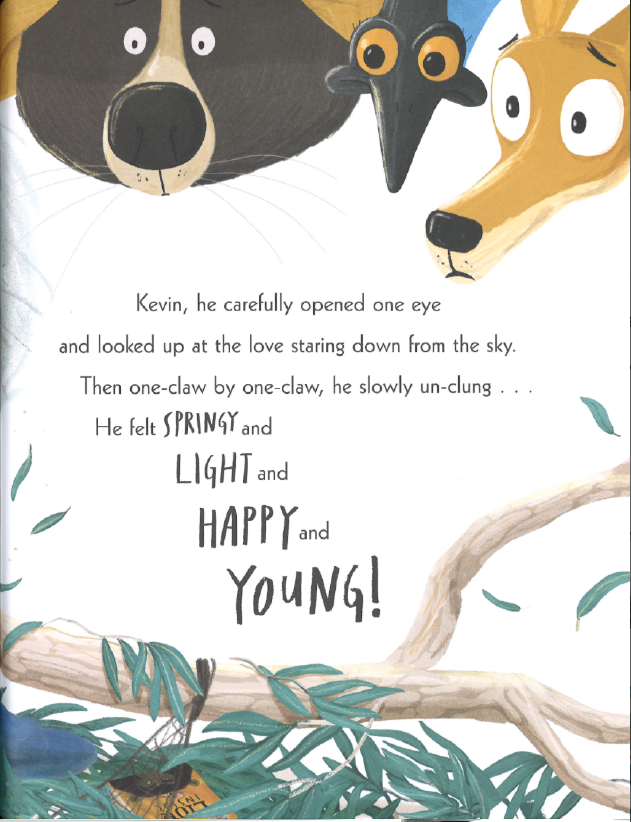 Kevin, he carefully opened one eye
and looked up at the love staring down from the sky.
Then one-claw by one-claw, he slowly un-clung . . .
He felt SPRINGY and
LIGHT and
HAPPY and
YOUNG!